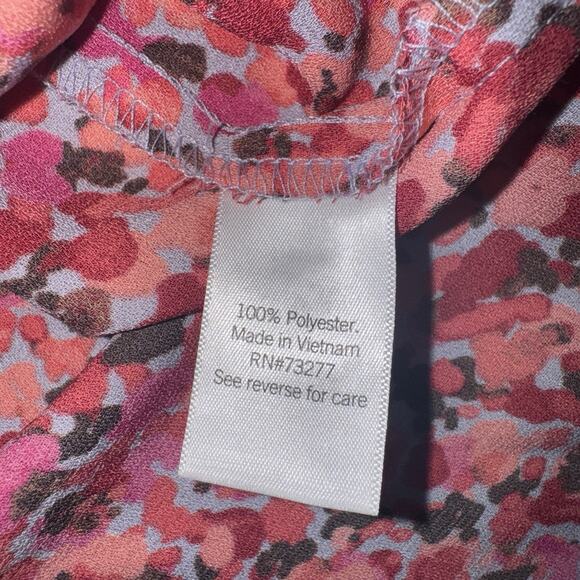 100% Polyester.
Made in Vietnam
RN#73277
See reverse for care